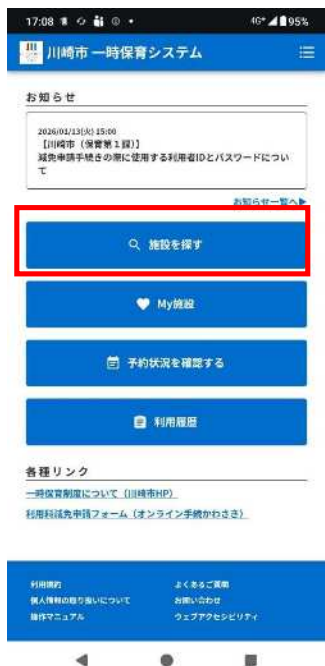 17:08
4G+ 95%
川崎市 一時保育システム
お知らせ
2026/01/13(火) 15:00
【川崎市(保育第1課)】
減免申請手続きの際に使用する利用者IDとパスワードについ
て
お知らせ一覧へ▶
施設を探す
My施設
予約状況を確認する
利用履歴
各種リンク
一時保育制度について(川崎市HP)
利用料減免申請フォーム(オンライン手続かわさき)
利用規約
よくあるご質問
個人情報の取り扱いについて
お問い合わせ
操作マニュアル
ウェブアクセシビリティ